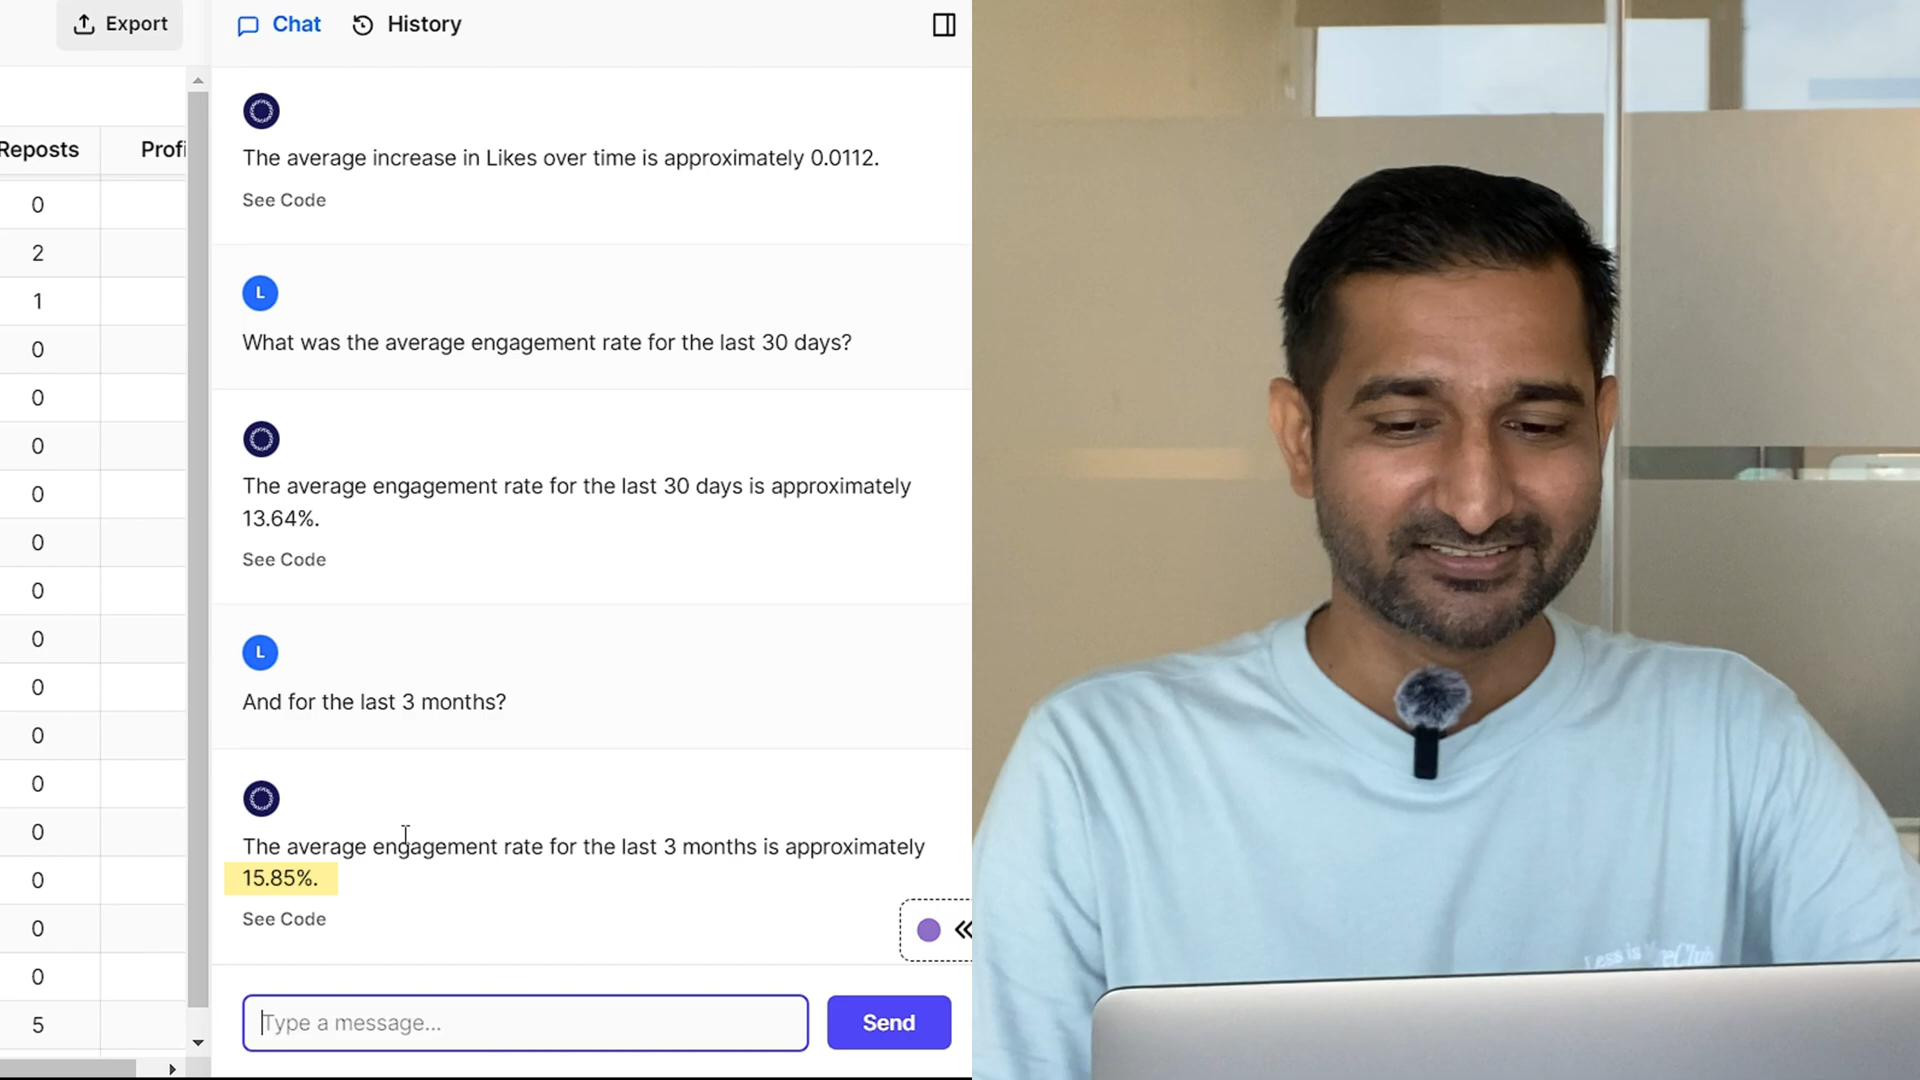 Export
Chat
History
Reposts
Profi
0
2
1
0
0
0
0
0
0
0
0
0
0
0
0
0
0
5
The average increase in Likes over time is approximately 0.0112.
See Code
L
What was the average engagement rate for the last 30 days?
The average engagement rate for the last 30 days is approximately
13.64%.
See Code
L
And for the last 3 months?
The average engagement rate for the last 3 months is approximately
15.85%.
See Code
Type a message...
Send
Less is
eClub